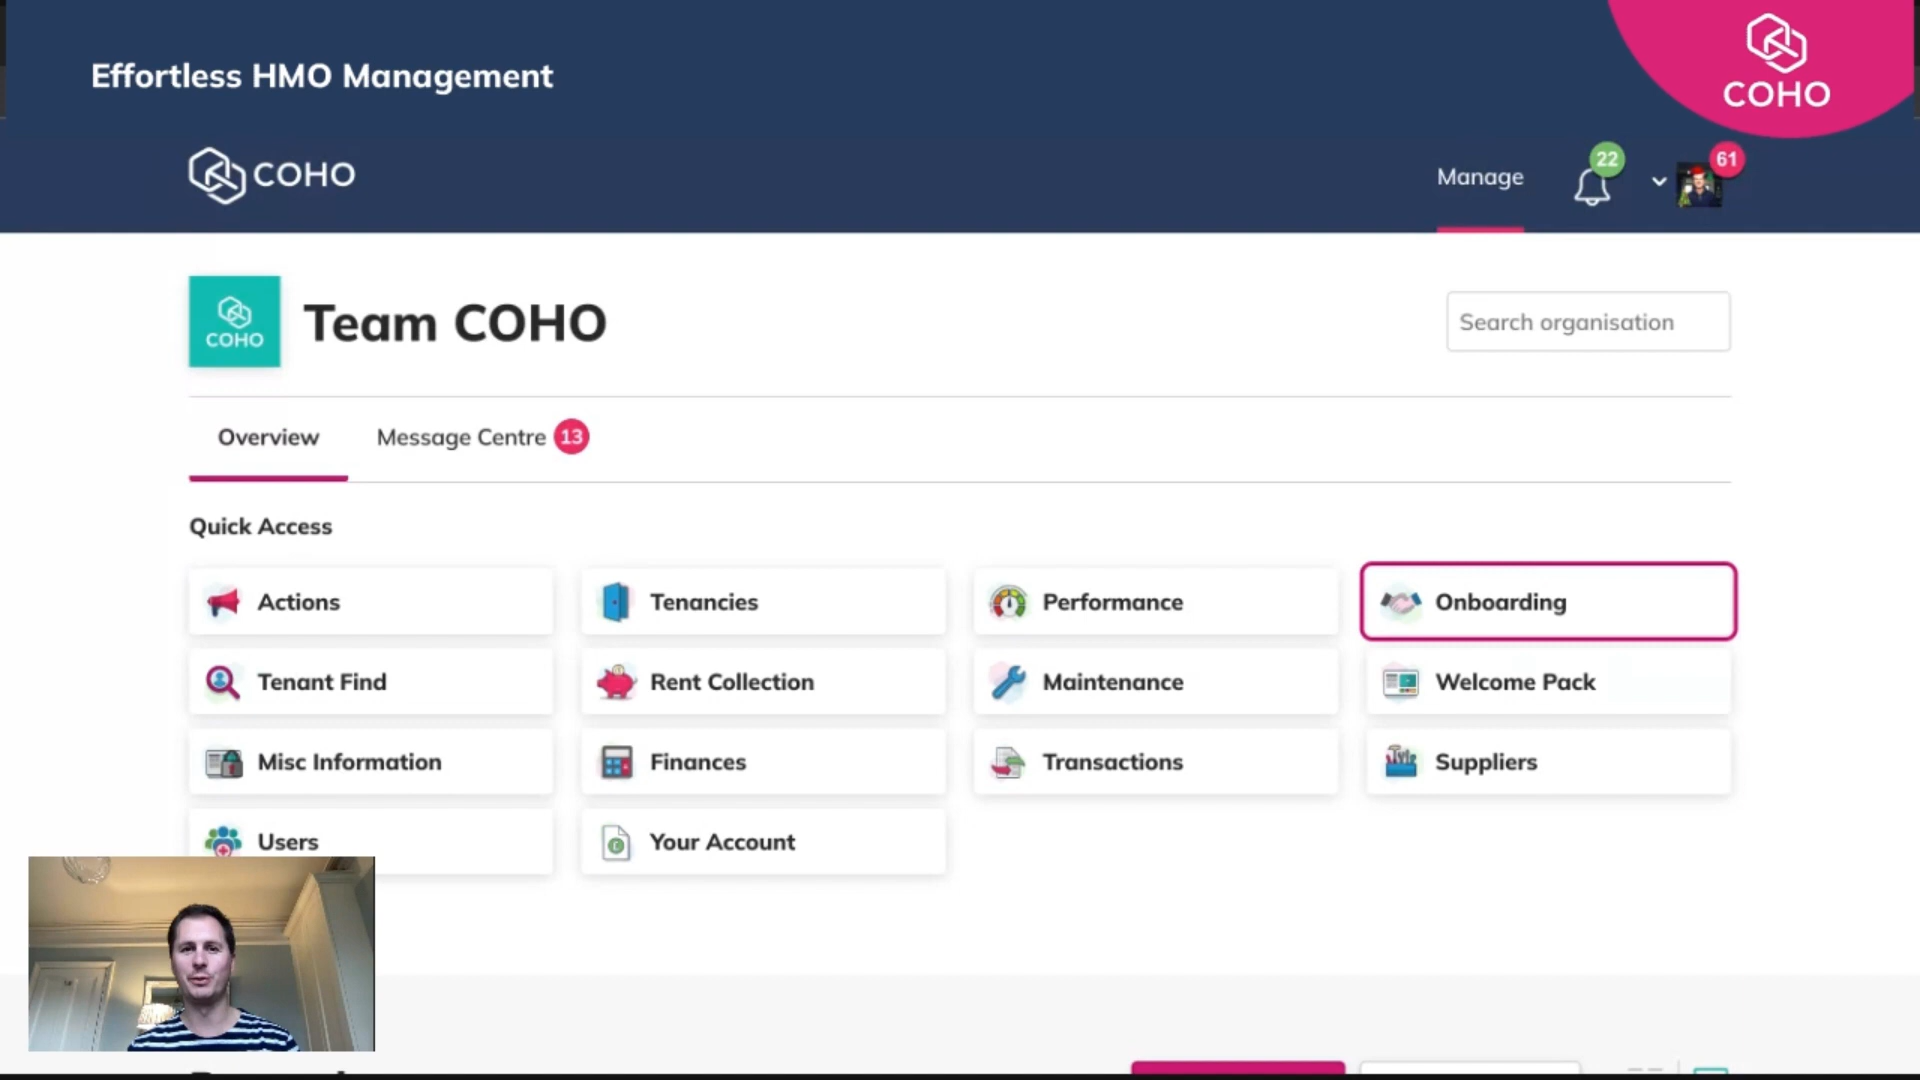 Effortless HMO Management
COHO
COHO
Manage
22
61
COHO
Team COHO
Search organisation
Overview
Message Centre 13
Quick Access
Actions
Tenancies
Performance
Onboarding
Tenant Find
Rent Collection
Maintenance
Welcome Pack
Misc Information
Finances
Transactions
Suppliers
Users
Your Account